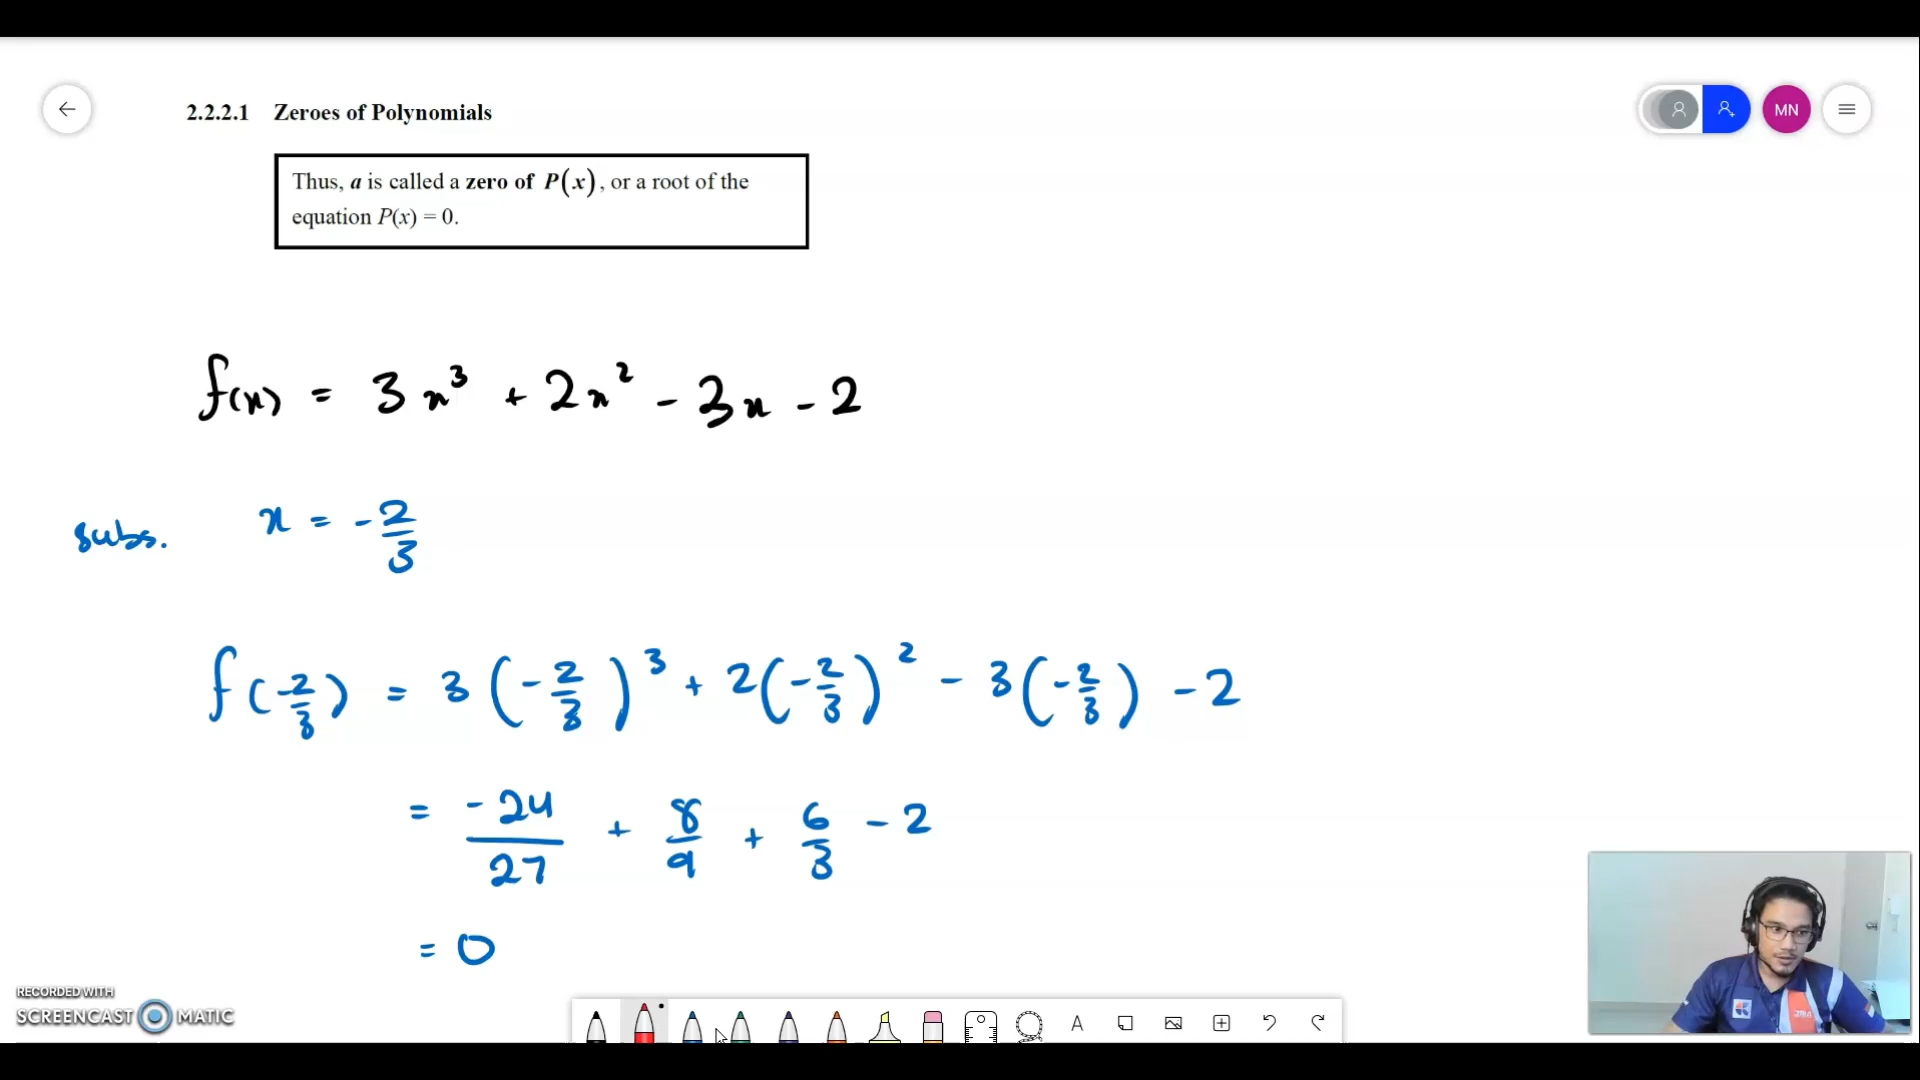 2.2.2.1 Zeroes of Polynomials
MN
Thus, a is called a zero of P(x), or a root of the
equation P(x) = 0.
f(x) = 3x³ + 2x² - 3x - 2
subs. x = -2/3
f(-2/3) = 3(-2/3)³ + 2(-2/3)² - 3(-2/3) - 2
= -24/27 + 8/9 + 6/3 - 2
= 0
RECORDED WITH
SCREENCAST MATIC
A